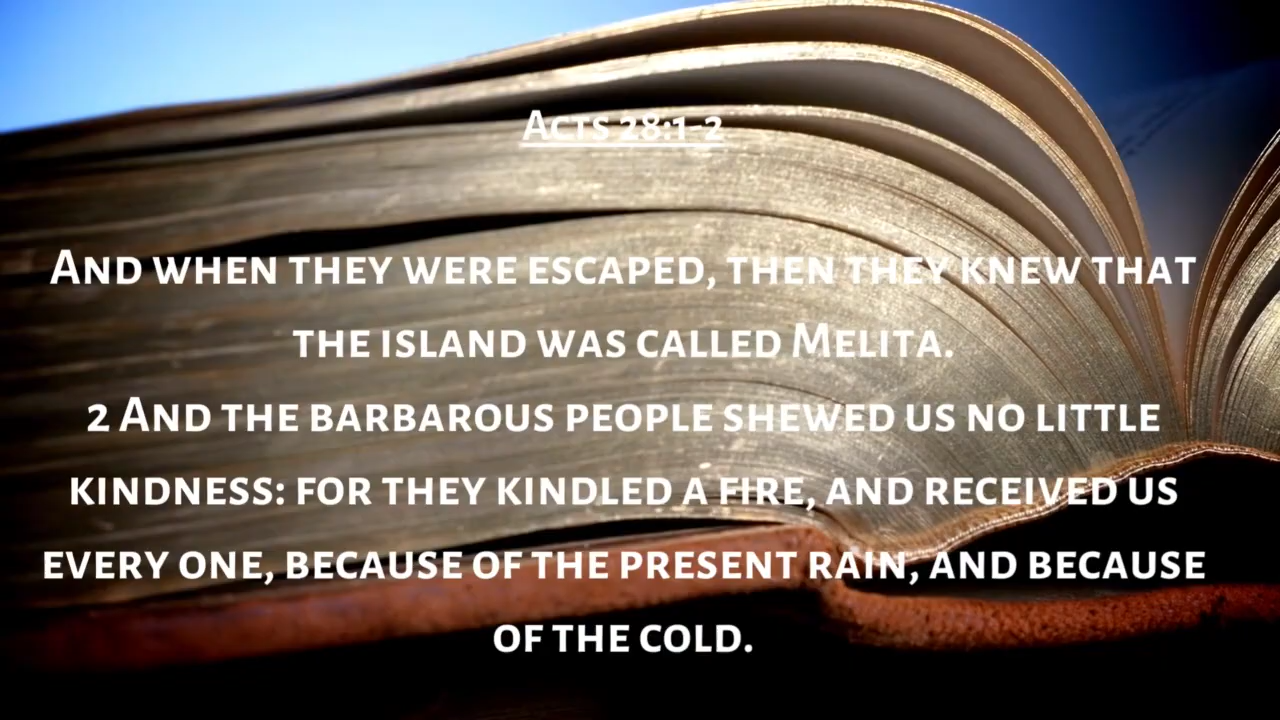 Acts 28:1-2
And when they were escaped, then they knew that
the island was called Melita.
2 And the barbarous people shewed us no little
kindness: for they kindled a fire, and received us
every one, because of the present rain, and because
of the cold.